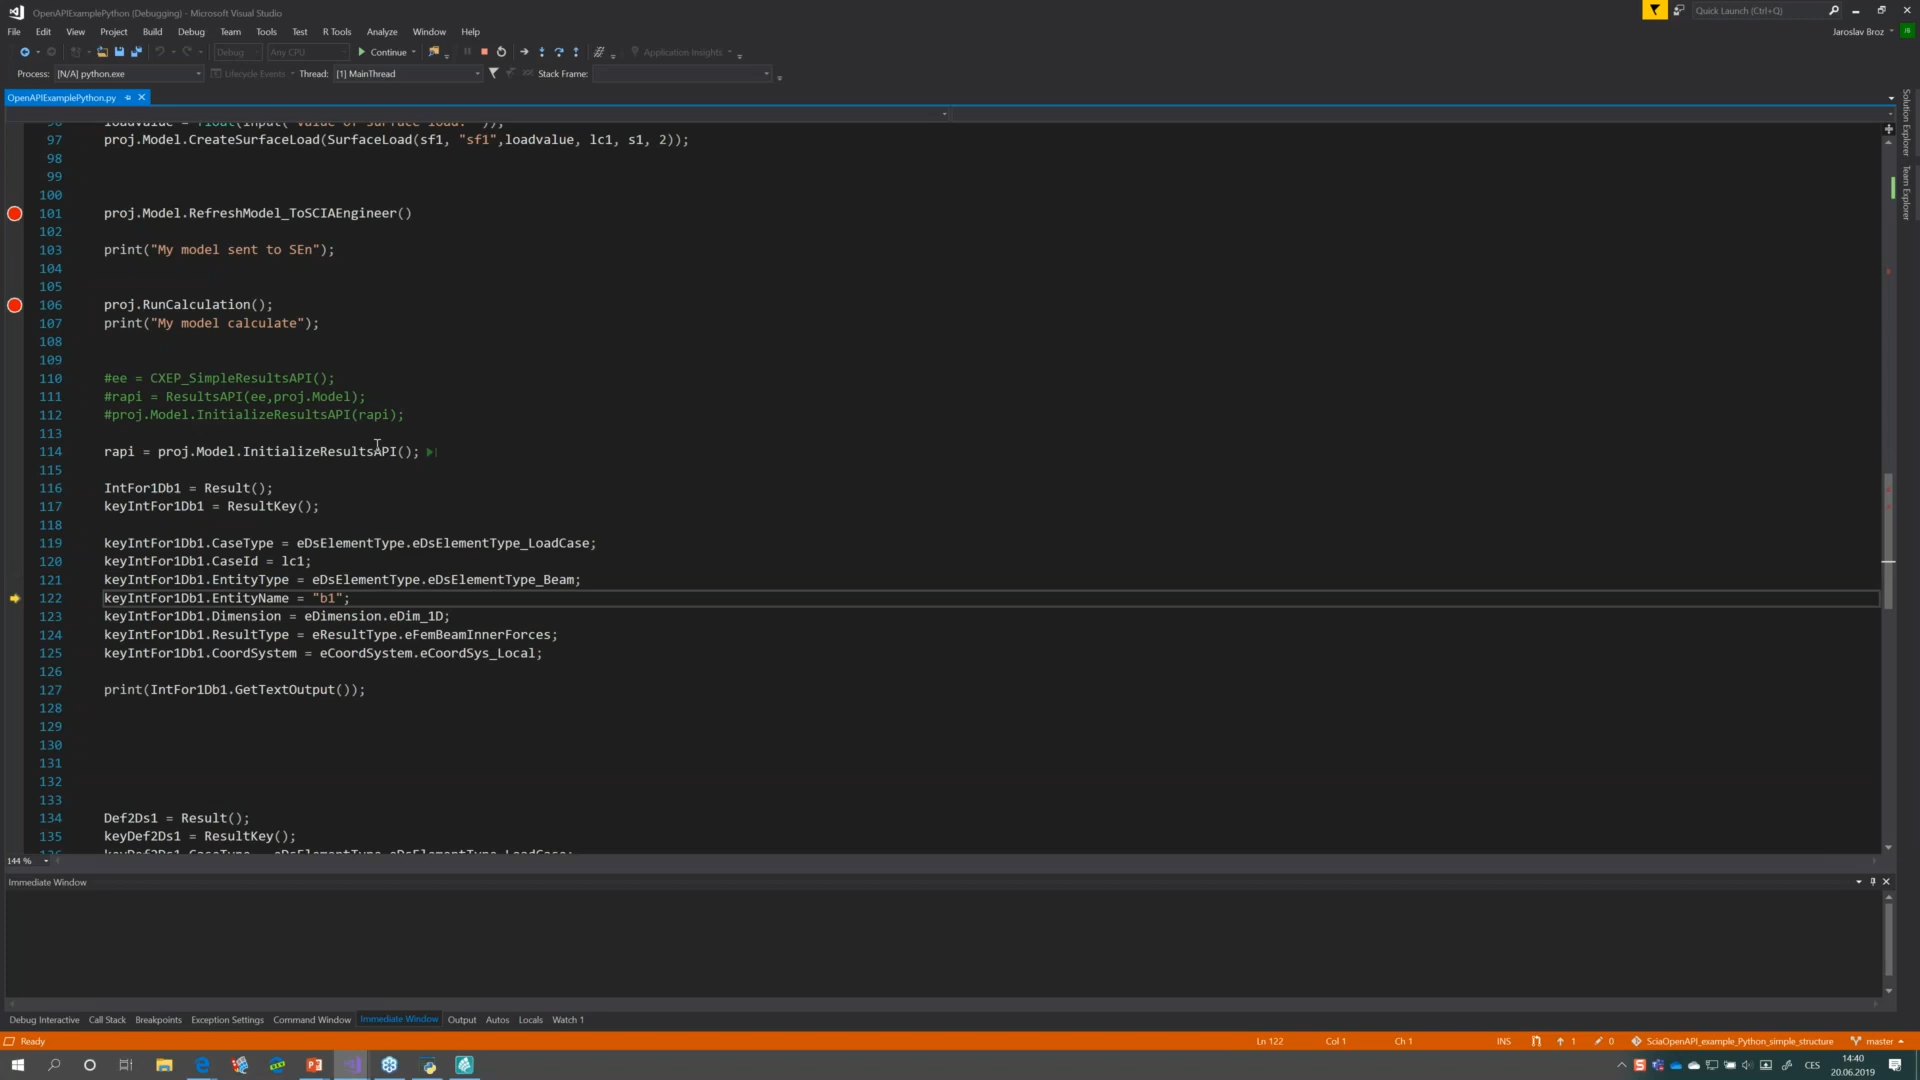 OpenAPIExamplePython (Debugging) - Microsoft Visual Studio
Quick Launch (Ctrl+Q)
File Edit View Project Build Debug Team Tools Test R Tools Analyze Window Help
Jaroslav Broz JB
Debug Any CPU Continue Application Insights
Process: [N/A] python.exe Lifecycle Events Thread: [1] MainThread Stack Frame:
OpenAPIExamplePython.py
Solution Explorer
Team Explorer
96 loadvalue = float(input("value of surface load: "));
97 proj.Model.CreateSurfaceLoad(SurfaceLoad(sf1, "sf1",loadvalue, lc1, s1, 2));
98
99
100
101 proj.Model.RefreshModel_ToSCIAEngineer()
102
103 print("My model sent to SEn");
104
105
106 proj.RunCalculation();
107 print("My model calculate");
108
109
110 #ee = CXEP_SimpleResultsAPI();
111 #rapi = ResultsAPI(ee,proj.Model);
112 #proj.Model.InitializeResultsAPI(rapi);
113
114 rapi = proj.Model.InitializeResultsAPI();
115
116 IntFor1Db1 = Result();
117 keyIntFor1Db1 = ResultKey();
118
119 keyIntFor1Db1.CaseType = eDsElementType.eDsElementType_LoadCase;
120 keyIntFor1Db1.CaseId = lc1;
121 keyIntFor1Db1.EntityType = eDsElementType.eDsElementType_Beam;
122 keyIntFor1Db1.EntityName = "b1";
123 keyIntFor1Db1.Dimension = eDimension.eDim_1D;
124 keyIntFor1Db1.ResultType = eResultType.eFemBeamInnerForces;
125 keyIntFor1Db1.CoordSystem = eCoordSystem.eCoordSys_Local;
126
127 print(IntFor1Db1.GetTextOutput());
128
129
130
131
132
133
134 Def2Ds1 = Result();
135 keyDef2Ds1 = ResultKey();
136 keyDef2Ds1.CaseType = eDsElementType.eDsElementType_LoadCase;
144 %
Immediate Window
Debug Interactive Call Stack Breakpoints Exception Settings Command Window Immediate Window Output Autos Locals Watch 1
Ready Ln 122 Col 1 Ch 1 INS 1 0 SciaOpenAPI_example_Python_simple_structure master
CES 14:40
20.06.2019